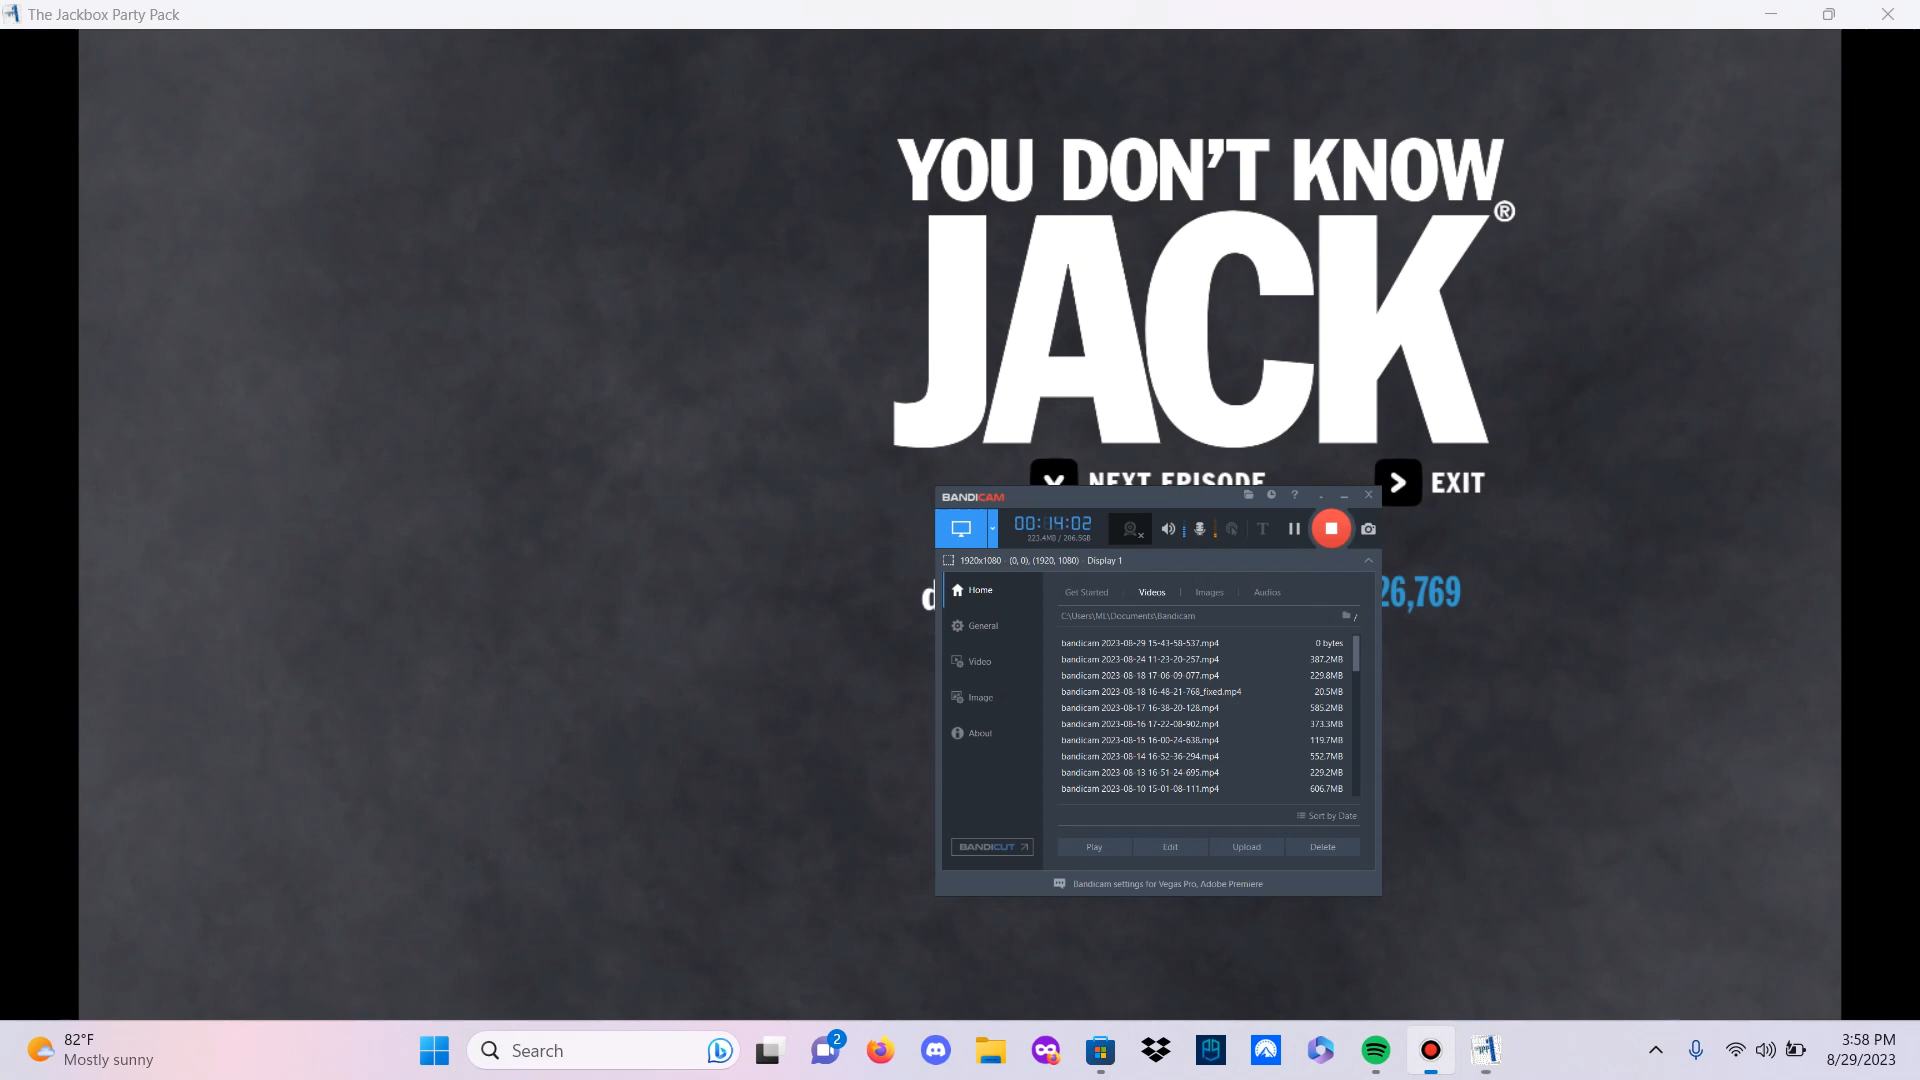 The Jackbox Party Pack
YOU DON'T KNOW
JACK®
NEXT EPISODE
EXIT
26,769
BANDICAM
00:14:02
223.4MB / 206.5GB
1920x1080 - (0, 0), (1920, 1080) - Display 1
Home
General
Video
Image
About
BANDICUT
Get Started
Videos
Images
Audios
C:\Users\ML\Documents\Bandicam
bandicam 2023-08-29 15-43-58-537.mp4 0 bytes
bandicam 2023-08-24 11-23-20-257.mp4 387.2MB
bandicam 2023-08-18 17-06-09-077.mp4 229.8MB
bandicam 2023-08-18 16-48-21-768_fixed.mp4 20.5MB
bandicam 2023-08-17 16-38-20-128.mp4 585.2MB
bandicam 2023-08-16 17-22-08-902.mp4 373.3MB
bandicam 2023-08-15 16-00-24-638.mp4 119.7MB
bandicam 2023-08-14 16-52-36-294.mp4 552.7MB
bandicam 2023-08-13 16-51-24-695.mp4 229.2MB
bandicam 2023-08-10 15-01-08-111.mp4 606.7MB
Sort by Date
Play Edit Upload Delete
Bandicam settings for Vegas Pro, Adobe Premiere
82°F
Mostly sunny
Search
2
3:58 PM
8/29/2023